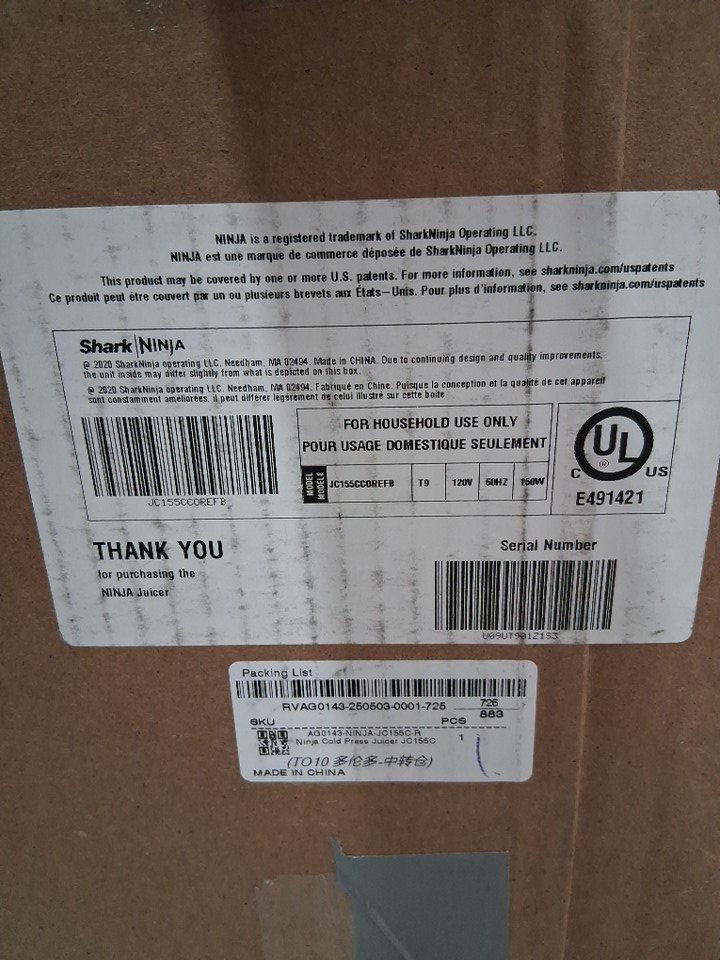 NINJA is a registered trademark of SharkNinja Operating LLC.
NINJA est une marque de commerce déposée de SharkNinja Operating LLC.
This product may be covered by one or more U.S. patents. For more information, see sharkninja.com/uspatents
Ce produit peut être couvert par un ou plusieurs brevets aux États-Unis. Pour plus d'information, see sharkninja.com/uspatents
Shark NINJA
© 2020 SharkNinja operating LLC. Needham, MA 02494. Made in CHINA. Due to continuing design and quality improvements,
the unit inside may differ slightly from what is depicted on this box.
© 2020 SharkNinja operating LLC. Needham, MA 02494. Fabriqué en Chine. Puisque la conception et la qualité de cet appareil
sont constamment améliorées, il peut différer légèrement de celui illustré sur cette boîte
FOR HOUSEHOLD USE ONLY
POUR USAGE DOMESTIQUE SEULEMENT
MODEL
MODÈLE
JC155CCOREFB T9 120V 60HZ 150W
JC155CCOREFB
C UL ® US
E491421
THANK YOU
for purchasing the
NINJA Juicer
Serial Number
U09UT901Z1S3
Packing List
RVAG0143-250503-0001-725
726
883
SKU PCS
AG0143-NINJA-JC155C-R
Ninja Cold Press Juicer JC155C
1
(TO10 多伦多-中转仓)
MADE IN CHINA